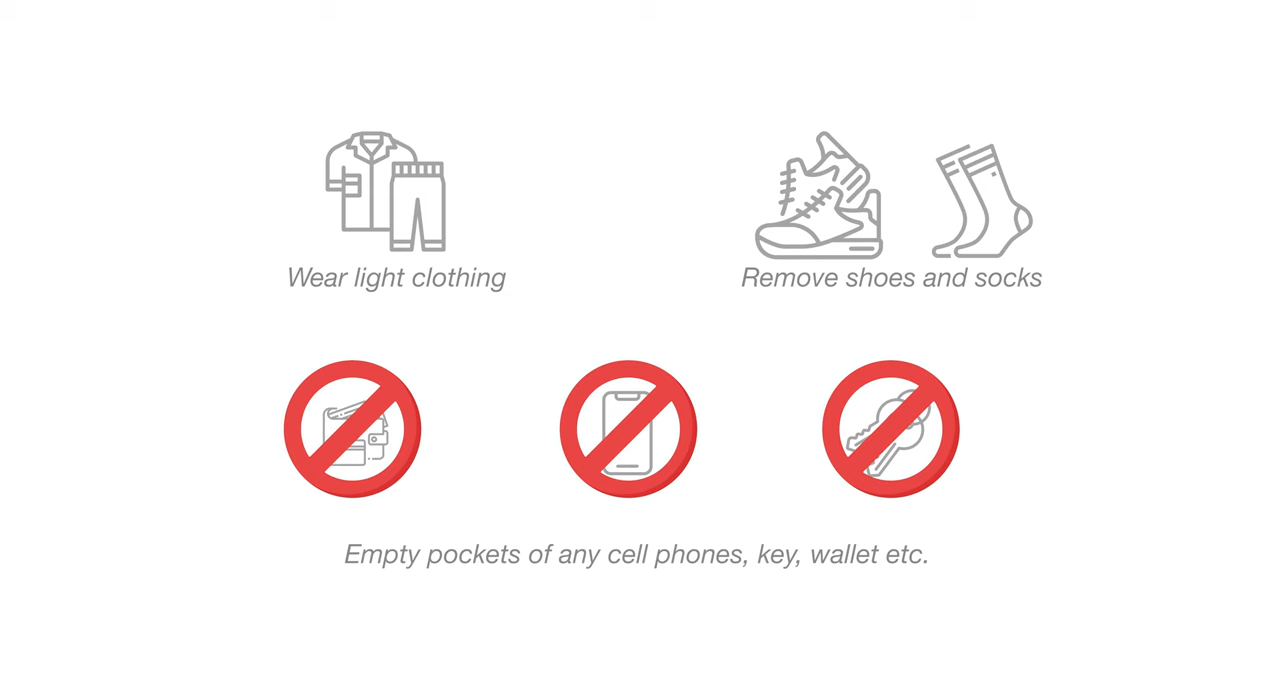 Wear light clothing
Remove shoes and socks
Empty pockets of any cell phones, key, wallet etc.